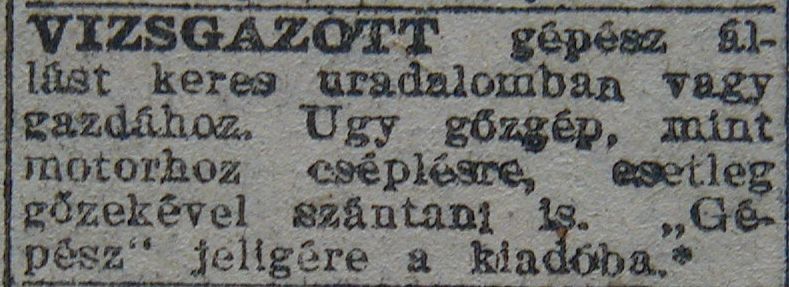 VIZSGAZOTT gépész ál-
lást keres uradalomban vagy
gazdához. Ugy gőzgép, mint
motorhoz cséplésre, esetleg
gőzekével szántani is. „Gé-
pész“ jeligére a kiadóba.*